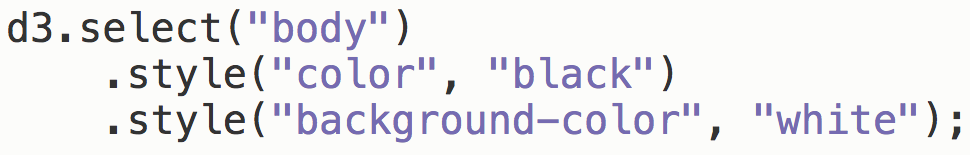 d3.select("body")
    .style("color", "black")
    .style("background-color", "white");